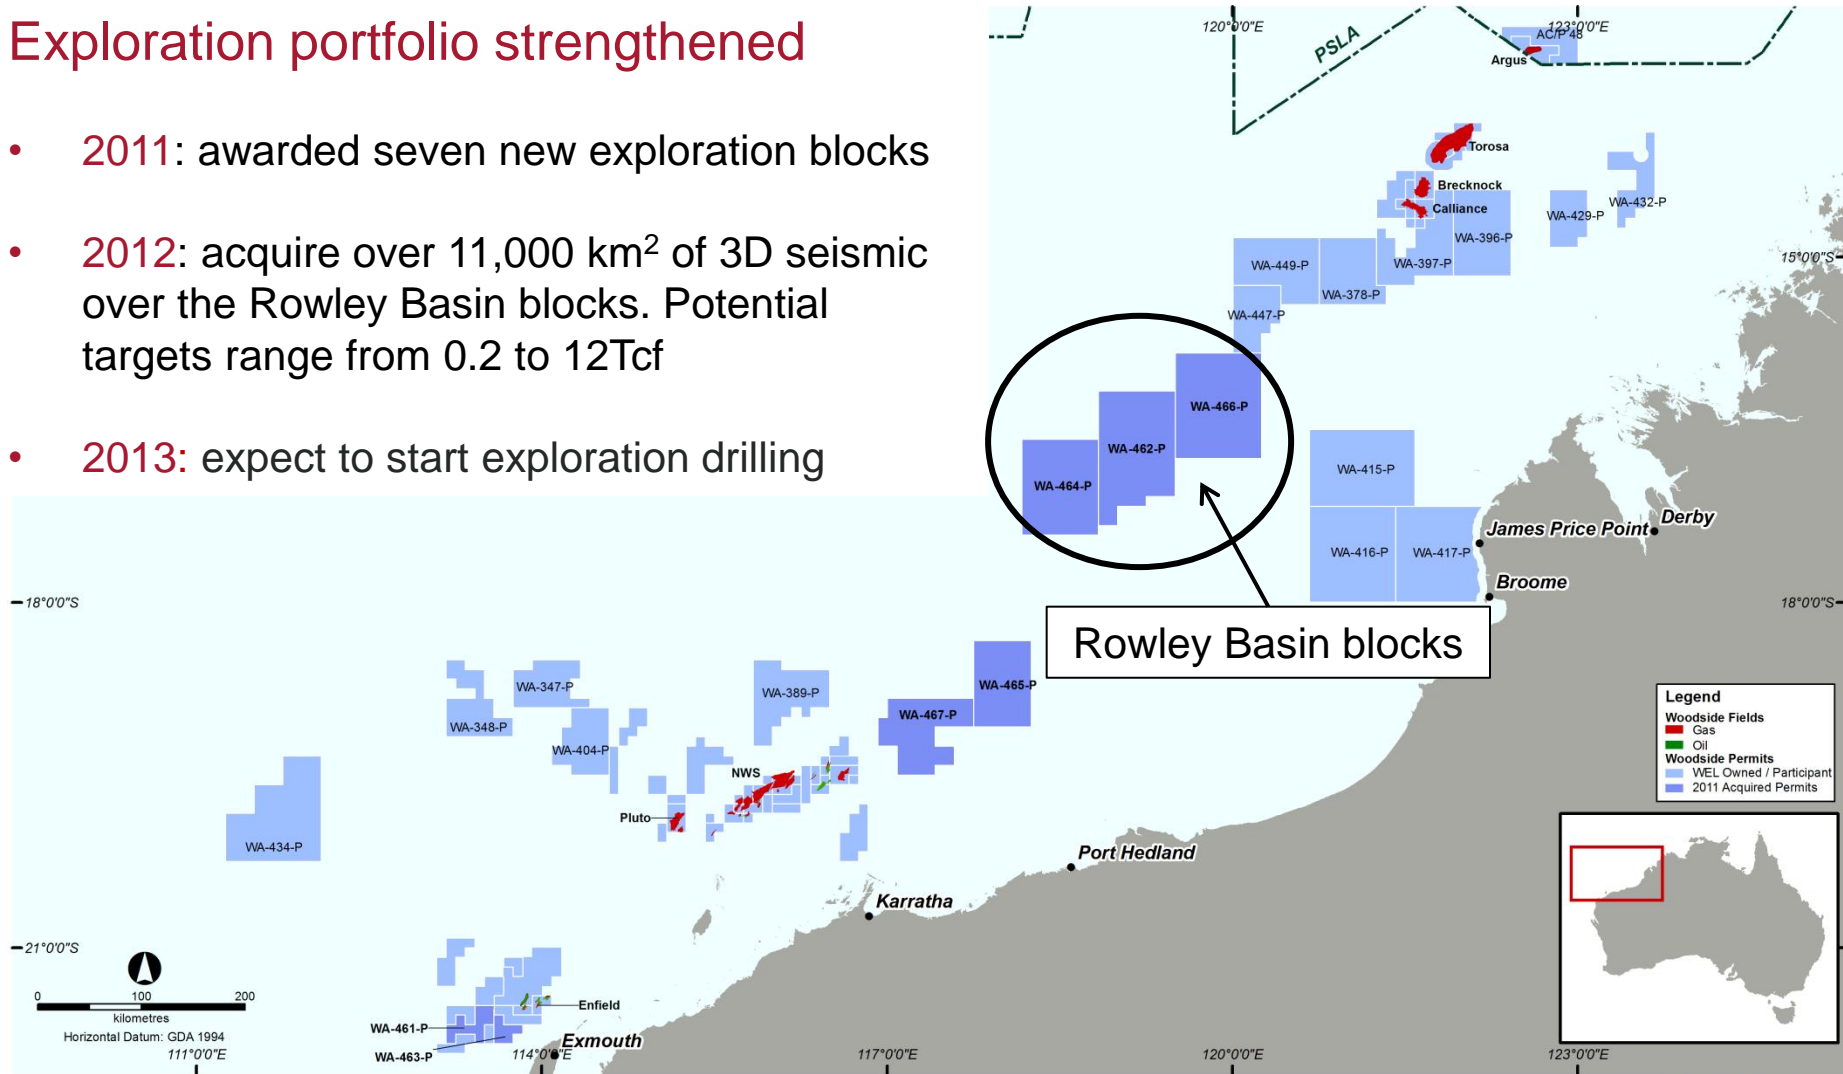 Exploration portfolio strengthened
• 2011: awarded seven new exploration blocks
• 2012: acquire over 11,000 km2 of 3D seismic
over the Rowley Basin blocks. Potential
targets range from 0.2 to 12Tcf
• 2013: expect to start exploration drilling
120°0'0"E
123°0'0"E
PSLA
AC/P 48
Argus
Torosa
Brecknock
Calliance
WA-432-P
WA-429-P
WA-396-P
WA-397-P
15°0'0"S
WA-449-P
WA-378-P
WA-447-P
WA-466-P
WA-462-P
WA-464-P
WA-415-P
WA-416-P
WA-417-P
James Price Point
Derby
Broome
18°0'0"S
18°0'0"S
Rowley Basin blocks
WA-347-P
WA-348-P
WA-404-P
WA-389-P
WA-465-P
WA-467-P
NWS
Pluto
WA-434-P
Port Hedland
Karratha
Legend
Woodside Fields
Gas
Oil
Woodside Permits
WEL Owned / Participant
2011 Acquired Permits
21°0'0"S
0 100 200
kilometres
Horizontal Datum: GDA 1994
Enfield
WA-461-P
WA-463-P
Exmouth
111°0'0"E
114°0'0"E
117°0'0"E
120°0'0"E
123°0'0"E